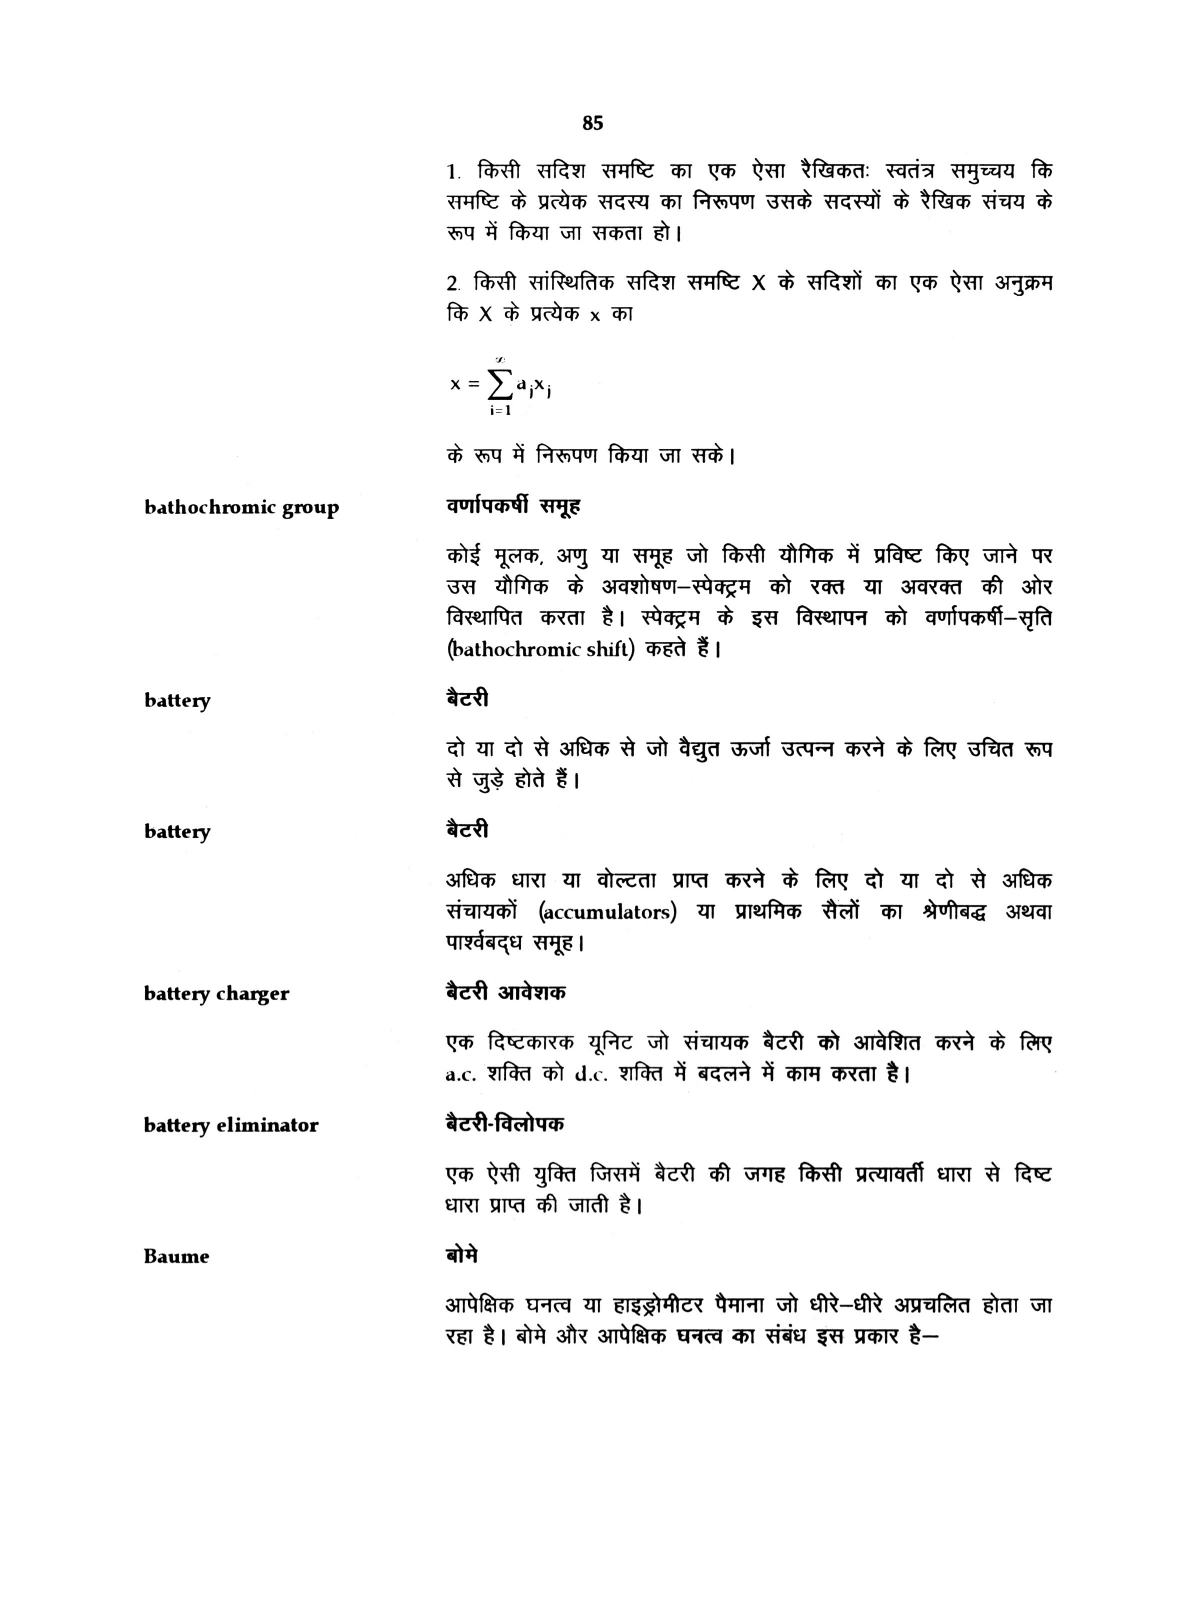 85
1. किसी सदिश समष्टि का एक ऐसा रैखिकतः स्वतंत्र समुच्चय कि
समष्टि के प्रत्येक सदस्य का निरूपण उसके सदस्यों के रैखिक संचय के
रूप में किया जा सकता हो।
2. किसी सांस्थितिक सदिश समष्टि X के सदिशों का एक ऐसा अनुक्रम
कि X के प्रत्येक x का
∞
x = ∑ a j x j
i=1
के रूप में निरूपण किया जा सके।
bathochromic group वर्णापकर्षी समूह
कोई मूलक, अणु या समूह जो किसी यौगिक में प्रविष्ट किए जाने पर
उस यौगिक के अवशोषण–स्पेक्ट्रम को रक्त या अवरक्त की ओर
विस्थापित करता है। स्पेक्ट्रम के इस विस्थापन को वर्णापकर्षी–सृति
(bathochromic shift) कहते हैं।
battery बैटरी
दो या दो से अधिक से जो वैद्युत ऊर्जा उत्पन्न करने के लिए उचित रूप
से जुड़े होते हैं।
battery बैटरी
अधिक धारा या वोल्टता प्राप्त करने के लिए दो या दो से अधिक
संचायकों (accumulators) या प्राथमिक सैलों का श्रेणीबद्ध अथवा
पार्श्वबद्ध समूह।
battery charger बैटरी आवेशक
एक दिष्टकारक यूनिट जो संचायक बैटरी को आवेशित करने के लिए
a.c. शक्ति को d.c. शक्ति में बदलने में काम करता है।
battery eliminator बैटरी-विलोपक
एक ऐसी युक्ति जिसमें बैटरी की जगह किसी प्रत्यावर्ती धारा से दिष्ट
धारा प्राप्त की जाती है।
Baume बोमे
आपेक्षिक घनत्व या हाइड्रोमीटर पैमाना जो धीरे–धीरे अप्रचलित होता जा
रहा है। बोमे और आपेक्षिक घनत्व का संबंध इस प्रकार है–